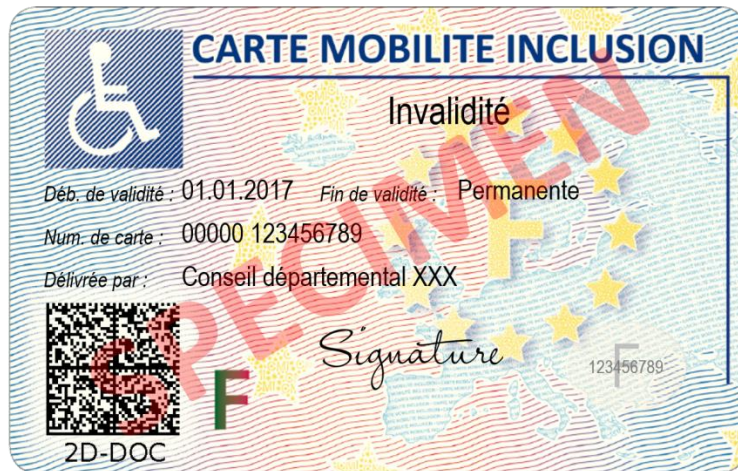 CARTE MOBILITE INCLUSION
Invalidité
Déb. de validité : 01.01.2017 Fin de validité : Permanente
Num. de carte : 00000 123456789
Délivrée par : Conseil départemental XXX
SPECIMEN
F
Signature
F
123456789
F
2D-DOC